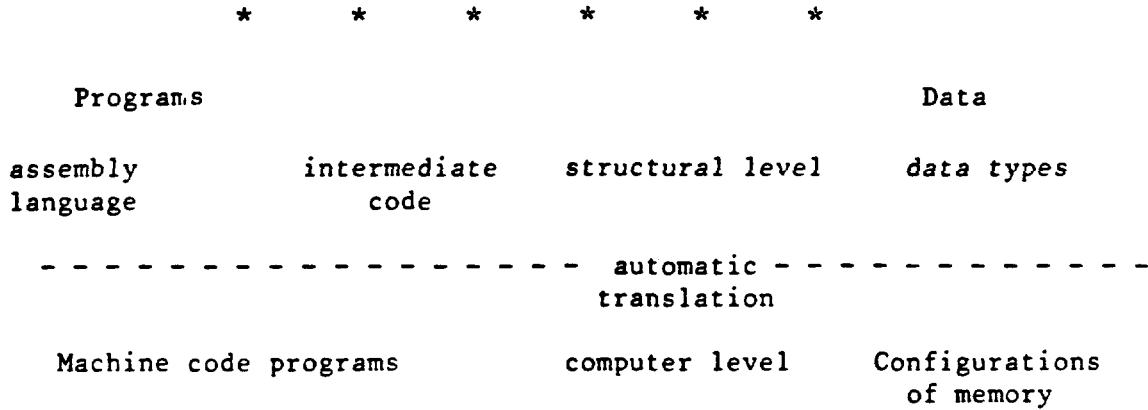 * * * * * *
Programs Data
assembly intermediate structural level data types
language code
- - - - - - - - - - - - - - - - - automatic - - - - - - - - - - - -
translation
Machine code programs computer level Configurations
of memory